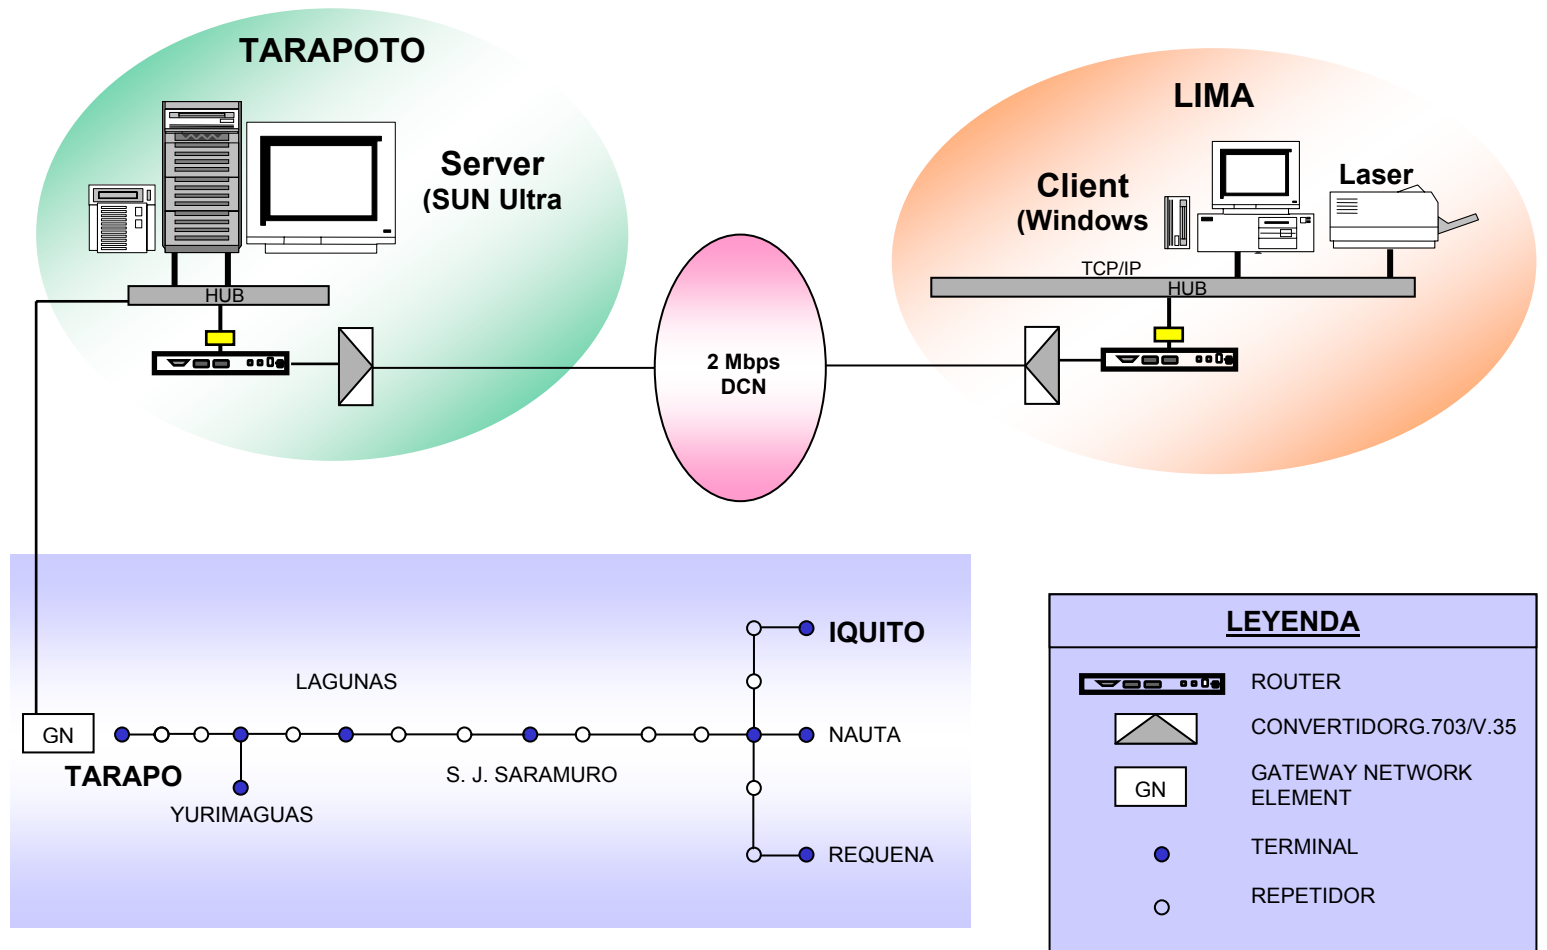 TARAPOTO
Server
(SUN Ultra
HUB
LIMA
Client
(Windows
Laser
TCP/IP
HUB
2 Mbps
DCN
IQUITO
LAGUNAS
GN
NAUTA
TARAPO
S. J. SARAMURO
YURIMAGUAS
REQUENA
LEYENDA
ROUTER
CONVERTIDORG.703/V.35
GN
GATEWAY NETWORK
ELEMENT
TERMINAL
REPETIDOR